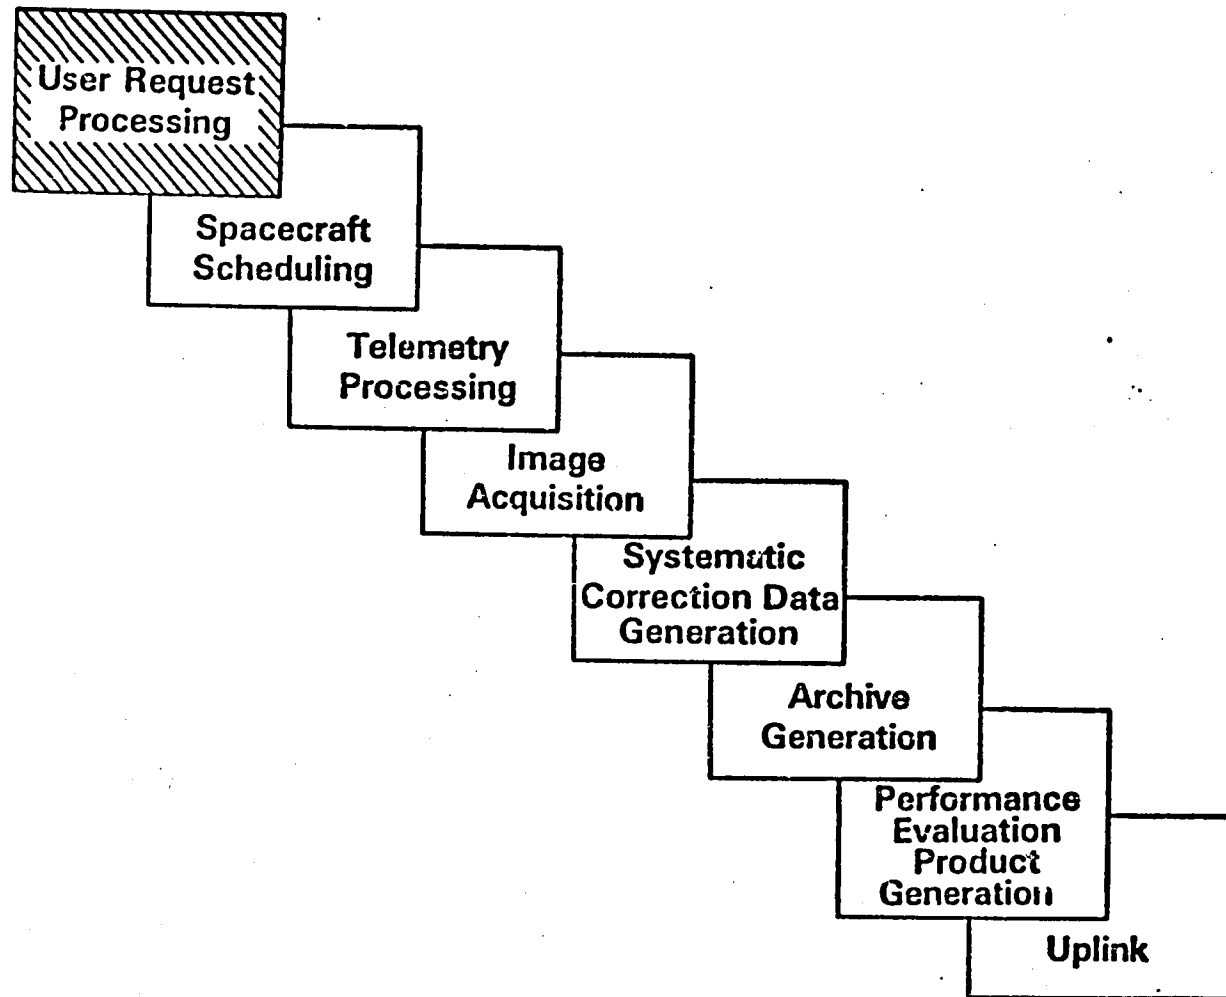 User Request
Processing
Spacecraft
Scheduling
Telemetry
Processing
Image
Acquisition
Systematic
Correction Data
Generation
Archive
Generation
Performance
Evaluation
Product
Generation
Uplink